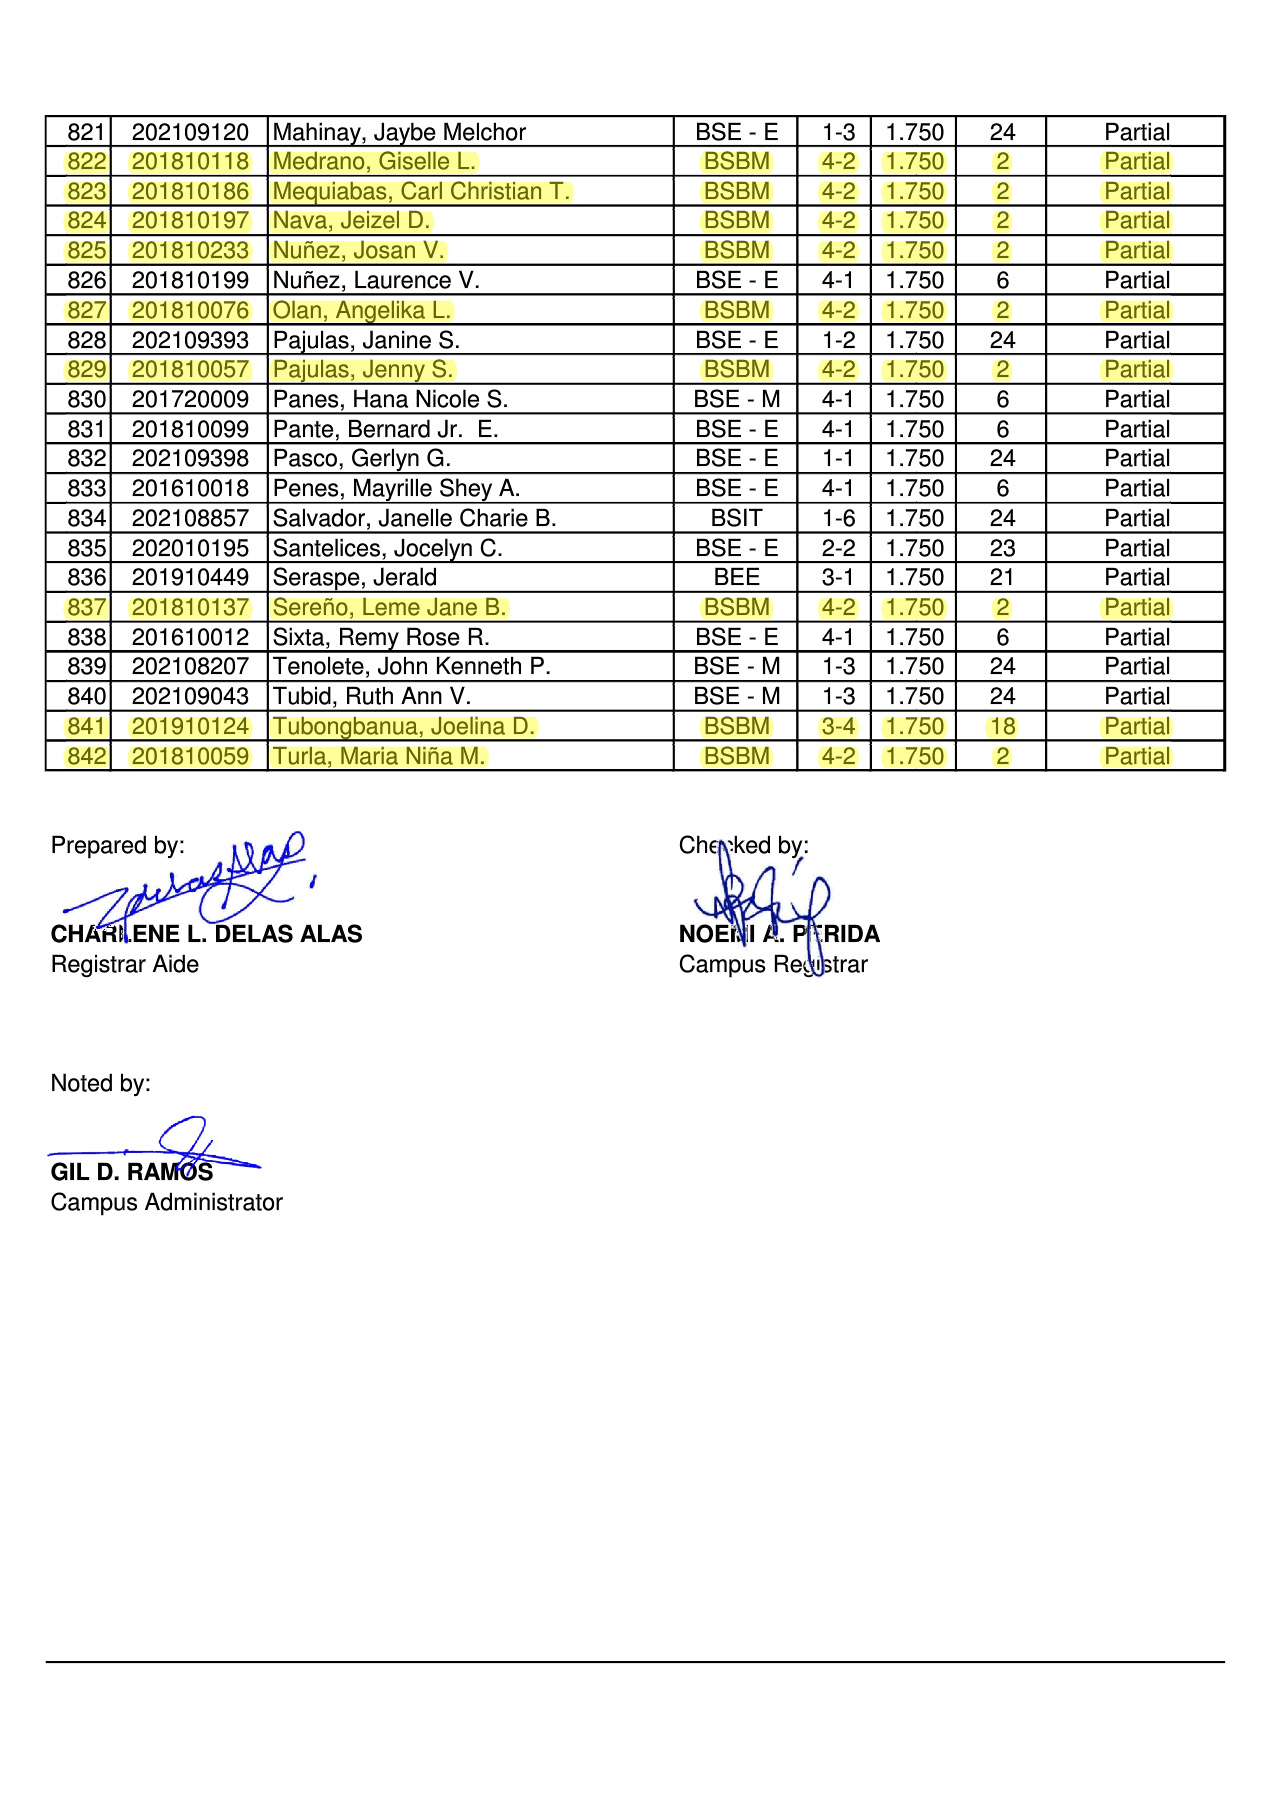 821 202109120 Mahinay, Jaybe Melchor BSE - E 1-3 1.750 24 Partial
822 201810118 Medrano, Giselle L. BSBM 4-2 1.750 2 Partial
823 201810186 Mequiabas, Carl Christian T. BSBM 4-2 1.750 2 Partial
824 201810197 Nava, Jeizel D. BSBM 4-2 1.750 2 Partial
825 201810233 Nuñez, Josan V. BSBM 4-2 1.750 2 Partial
826 201810199 Nuñez, Laurence V. BSE - E 4-1 1.750 6 Partial
827 201810076 Olan, Angelika L. BSBM 4-2 1.750 2 Partial
828 202109393 Pajulas, Janine S. BSE - E 1-2 1.750 24 Partial
829 201810057 Pajulas, Jenny S. BSBM 4-2 1.750 2 Partial
830 201720009 Panes, Hana Nicole S. BSE - M 4-1 1.750 6 Partial
831 201810099 Pante, Bernard Jr. E. BSE - E 4-1 1.750 6 Partial
832 202109398 Pasco, Gerlyn G. BSE - E 1-1 1.750 24 Partial
833 201610018 Penes, Mayrille Shey A. BSE - E 4-1 1.750 6 Partial
834 202108857 Salvador, Janelle Charie B. BSIT 1-6 1.750 24 Partial
835 202010195 Santelices, Jocelyn C. BSE - E 2-2 1.750 23 Partial
836 201910449 Seraspe, Jerald BEE 3-1 1.750 21 Partial
837 201810137 Sereño, Leme Jane B. BSBM 4-2 1.750 2 Partial
838 201610012 Sixta, Remy Rose R. BSE - E 4-1 1.750 6 Partial
839 202108207 Tenolete, John Kenneth P. BSE - M 1-3 1.750 24 Partial
840 202109043 Tubid, Ruth Ann V. BSE - M 1-3 1.750 24 Partial
841 201910124 Tubongbanua, Joelina D. BSBM 3-4 1.750 18 Partial
842 201810059 Turla, Maria Niña M. BSBM 4-2 1.750 2 Partial
Prepared by: Checked by:
CHARLENE L. DELAS ALAS NOEMI A. PERIDA
Registrar Aide Campus Registrar
Noted by:
GIL D. RAMOS
Campus Administrator